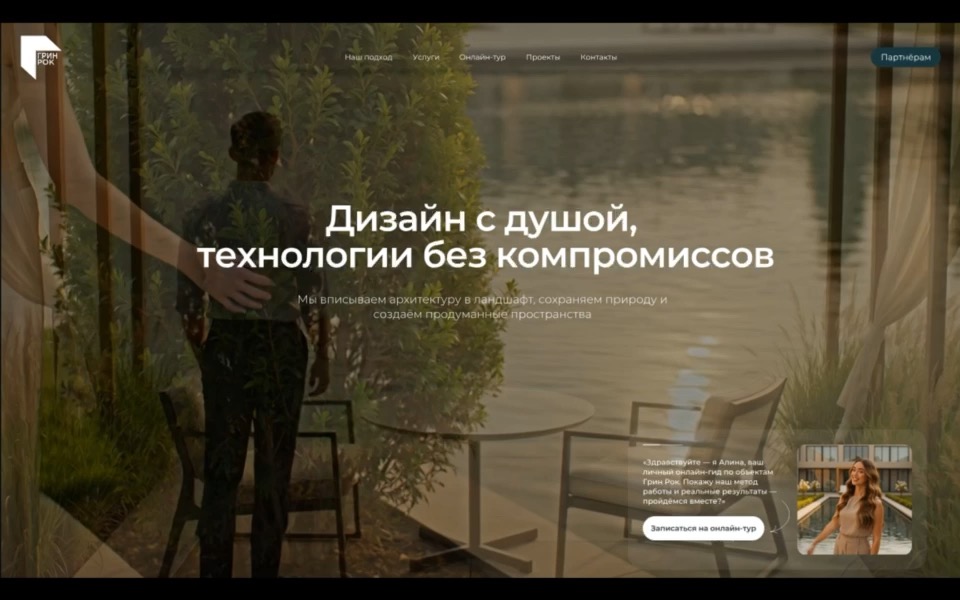 ГРИН
РОК
Наш подход
Услуги
Онлайн-тур
Проекты
Контакты
Партнёрам
Дизайн с душой,
технологии без компромиссов
Мы вписываем архитектуру в ландшафт, сохраняем природу и
создаём продуманные пространства
«Здравствуйте — я Алина, ваш
личный онлайн-гид по объектам
Грин Рок. Покажу наш метод
работы и реальные результаты —
пройдёмся вместе?»
Записаться на онлайн-тур